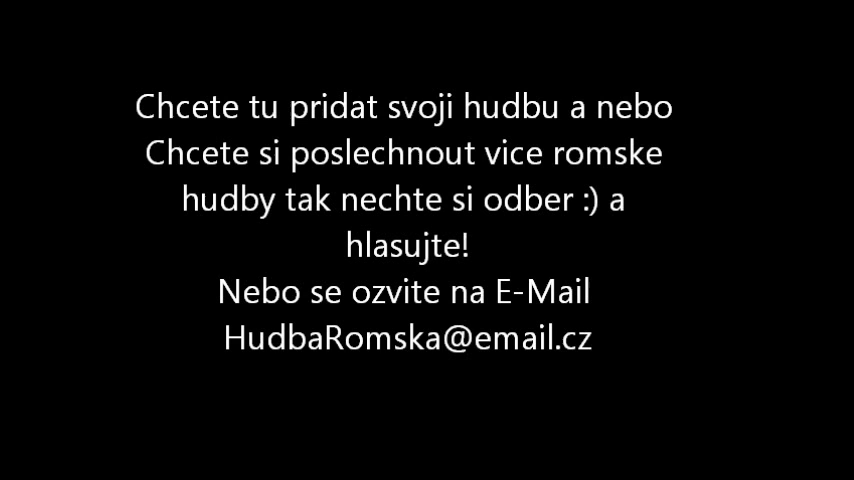 Chcete tu pridat svoji hudbu a nebo
Chcete si poslechnout vice romske
hudby tak nechte si odber :) a
hlasujte!
Nebo se ozvite na E-Mail
HudbaRomska@email.cz